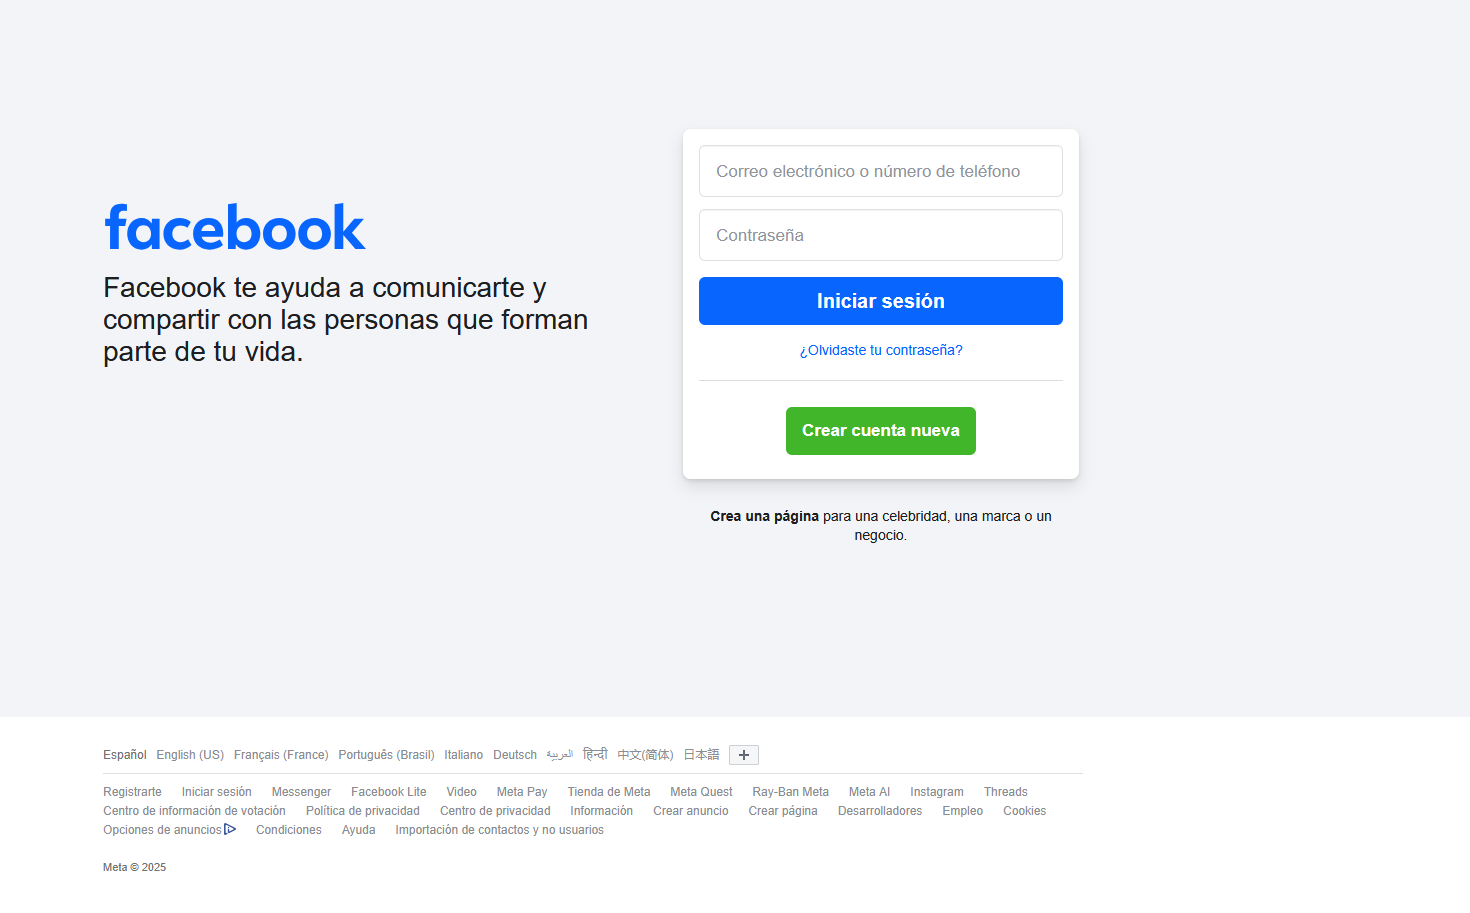 facebook
Facebook te ayuda a comunicarte y
compartir con las personas que forman
parte de tu vida.
Correo electrónico o número de teléfono
Contraseña
Iniciar sesión
¿Olvidaste tu contraseña?
Crear cuenta nueva
Crea una página para una celebridad, una marca o un
negocio.
Español English (US) Français (France) Português (Brasil) Italiano Deutsch العربية हिन्दी 中文(简体) 日本語
Registrarte Iniciar sesión Messenger Facebook Lite Video Meta Pay Tienda de Meta Meta Quest Ray-Ban Meta Meta AI Instagram Threads
Centro de información de votación Política de privacidad Centro de privacidad Información Crear anuncio Crear página Desarrolladores Empleo Cookies
Opciones de anuncios Condiciones Ayuda Importación de contactos y no usuarios
Meta © 2025